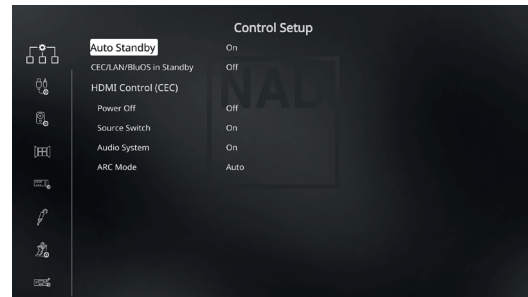 Control Setup
Auto Standby On
CEC/LAN/BluOS in Standby Off
HDMI Control (CEC)
Power Off Off
Source Switch On
Audio System On
ARC Mode Auto
NAD